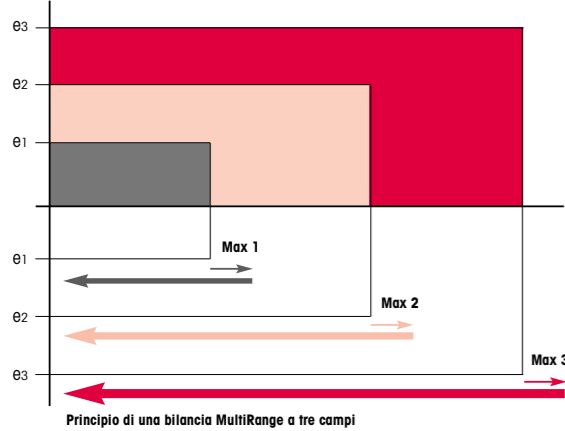 e3
e2
e1
e1
Max 1
Max 2
e2
Max 3
e3
Principio di una bilancia MultiRange a tre campi